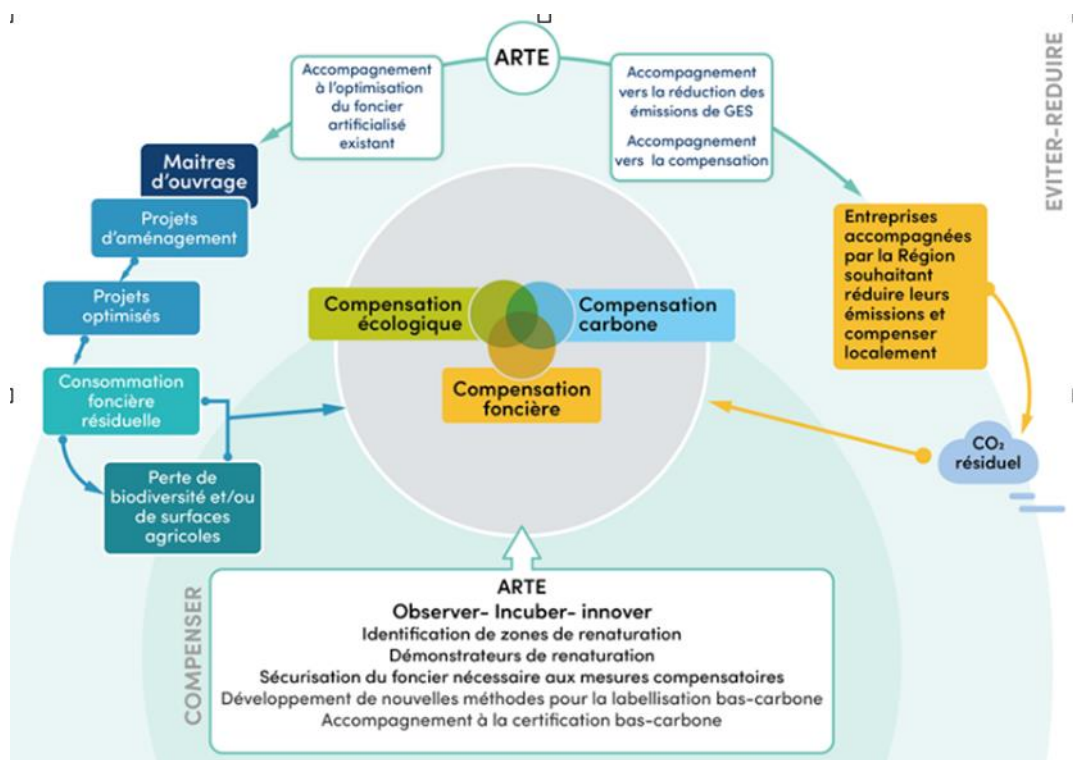 ARTE
Accompagnement
à l'optimisation
du foncier
artificialisé
existant
Accompagnement
vers la réduction des
émissions de GES
Accompagnement
vers la compensation
EVITER-REDUIRE
Maitres
d'ouvrage
Projets
d'aménagement
Projets
optimisés
Consommation
foncière
résiduelle
Perte de
biodiversité et/ou
de surfaces
agricoles
Compensation
écologique
Compensation
carbone
Compensation
foncière
Entreprises
accompagnées
par la Région
souhaitant
réduire leurs
émissions et
compenser
localement
CO₂
résiduel
COMPENSER
ARTE
Observer- Incuber- innover
Identification de zones de renaturation
Démonstrateurs de renaturation
Sécurisation du foncier nécessaire aux mesures compensatoires
Développement de nouvelles méthodes pour la labellisation bas-carbone
Accompagnement à la certification bas-carbone